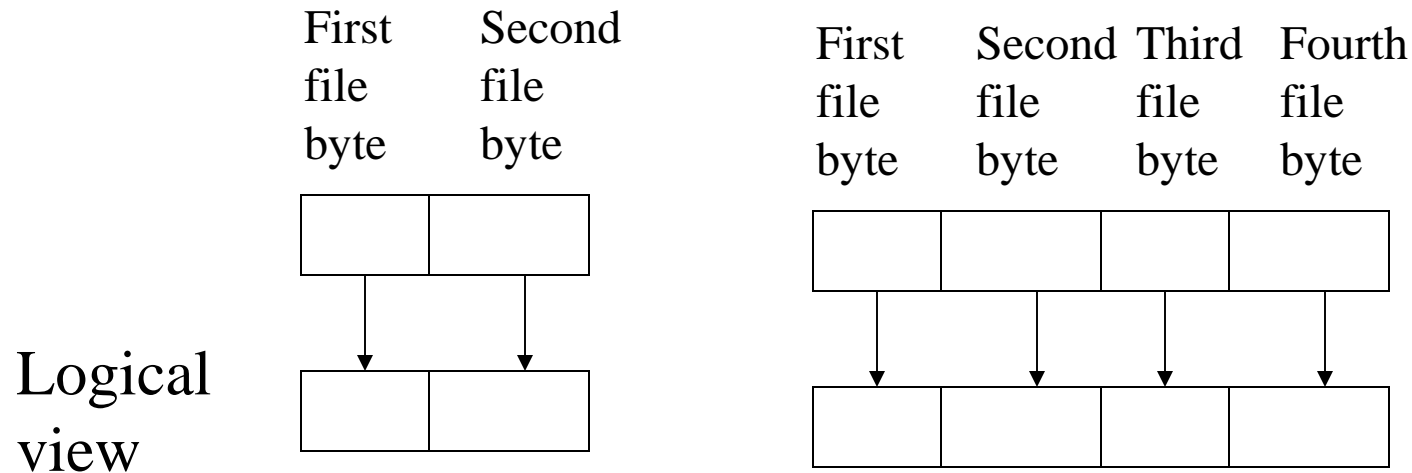 First Second
file file
byte byte
First Second Third Fourth
file file file file
byte byte byte byte
Logical
view